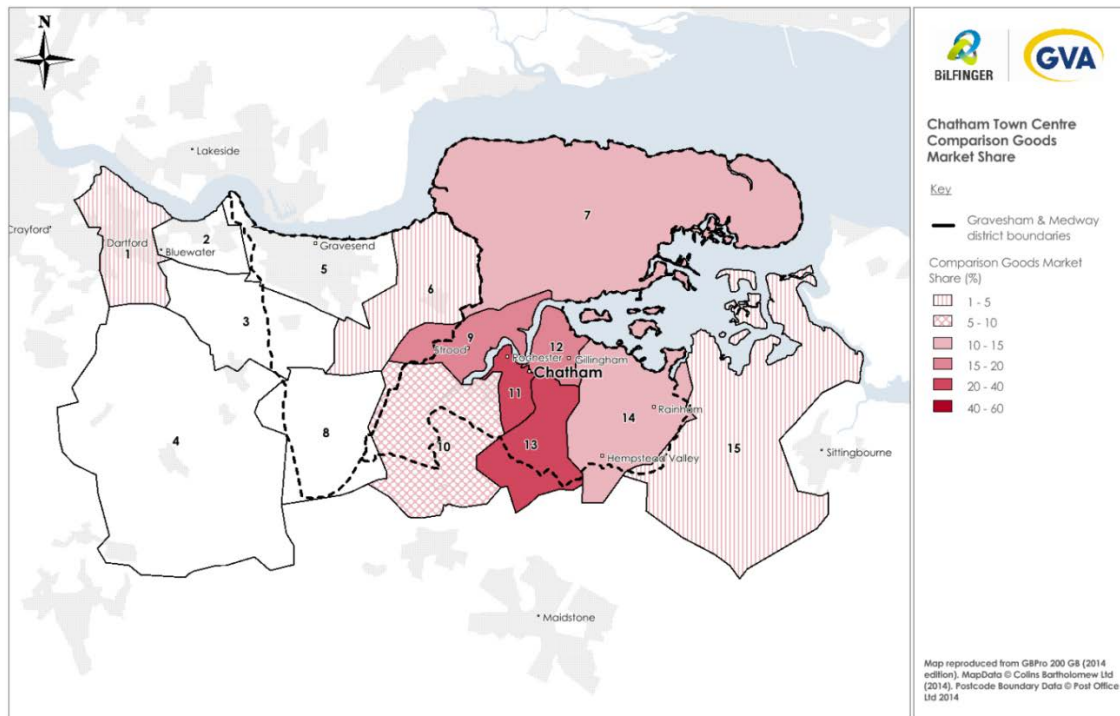 N
Lakeside
Crayford
Dartford
1
2
Bluewater
Gravesend
5
3
6
7
4
8
9
Strood
Rochester
12
Gillingham
Chatham
11
10
13
14
Rainham
Hempstead Valley
15
Sittingbourne
Maidstone
BILFINGER
GVA
Chatham Town Centre
Comparison Goods
Market Share
Key
Gravesham & Medway
district boundaries
Comparison Goods Market
Share (%)
1 - 5
5 - 10
10 - 15
15 - 20
20 - 40
40 - 60
Map reproduced from GBPro 200 GB (2014
edition). MapData © Collins Bartholomew Ltd
(2014). Postcode Boundary Data © Post Office
Ltd 2014